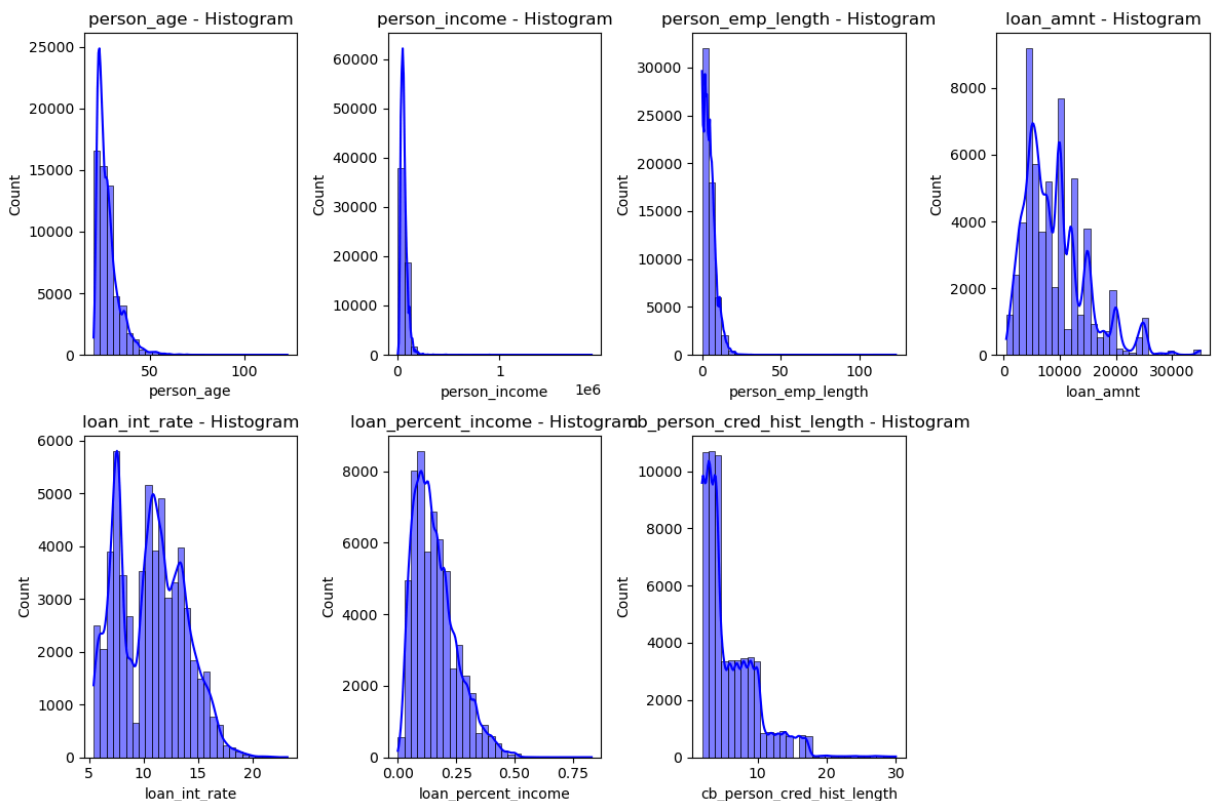 person_age - Histogram
25000
20000
15000
10000
5000
0
Count
50
100
person_age
person_income - Histogram
60000
50000
40000
30000
20000
10000
0
Count
0
1
1e6
person_income
person_emp_length - Histogram
30000
25000
20000
15000
10000
5000
0
Count
0
50
100
person_emp_length
loan_amnt - Histogram
8000
6000
4000
2000
0
Count
0
10000
20000
30000
loan_amnt
loan_int_rate - Histogram
6000
5000
4000
3000
2000
1000
0
Count
5
10
15
20
loan_int_rate
loan_percent_income - Histogram
8000
6000
4000
2000
0
Count
0.00
0.25
0.50
0.75
loan_percent_income
cb_person_cred_hist_length - Histogram
10000
8000
6000
4000
2000
0
Count
10
20
30
cb_person_cred_hist_length